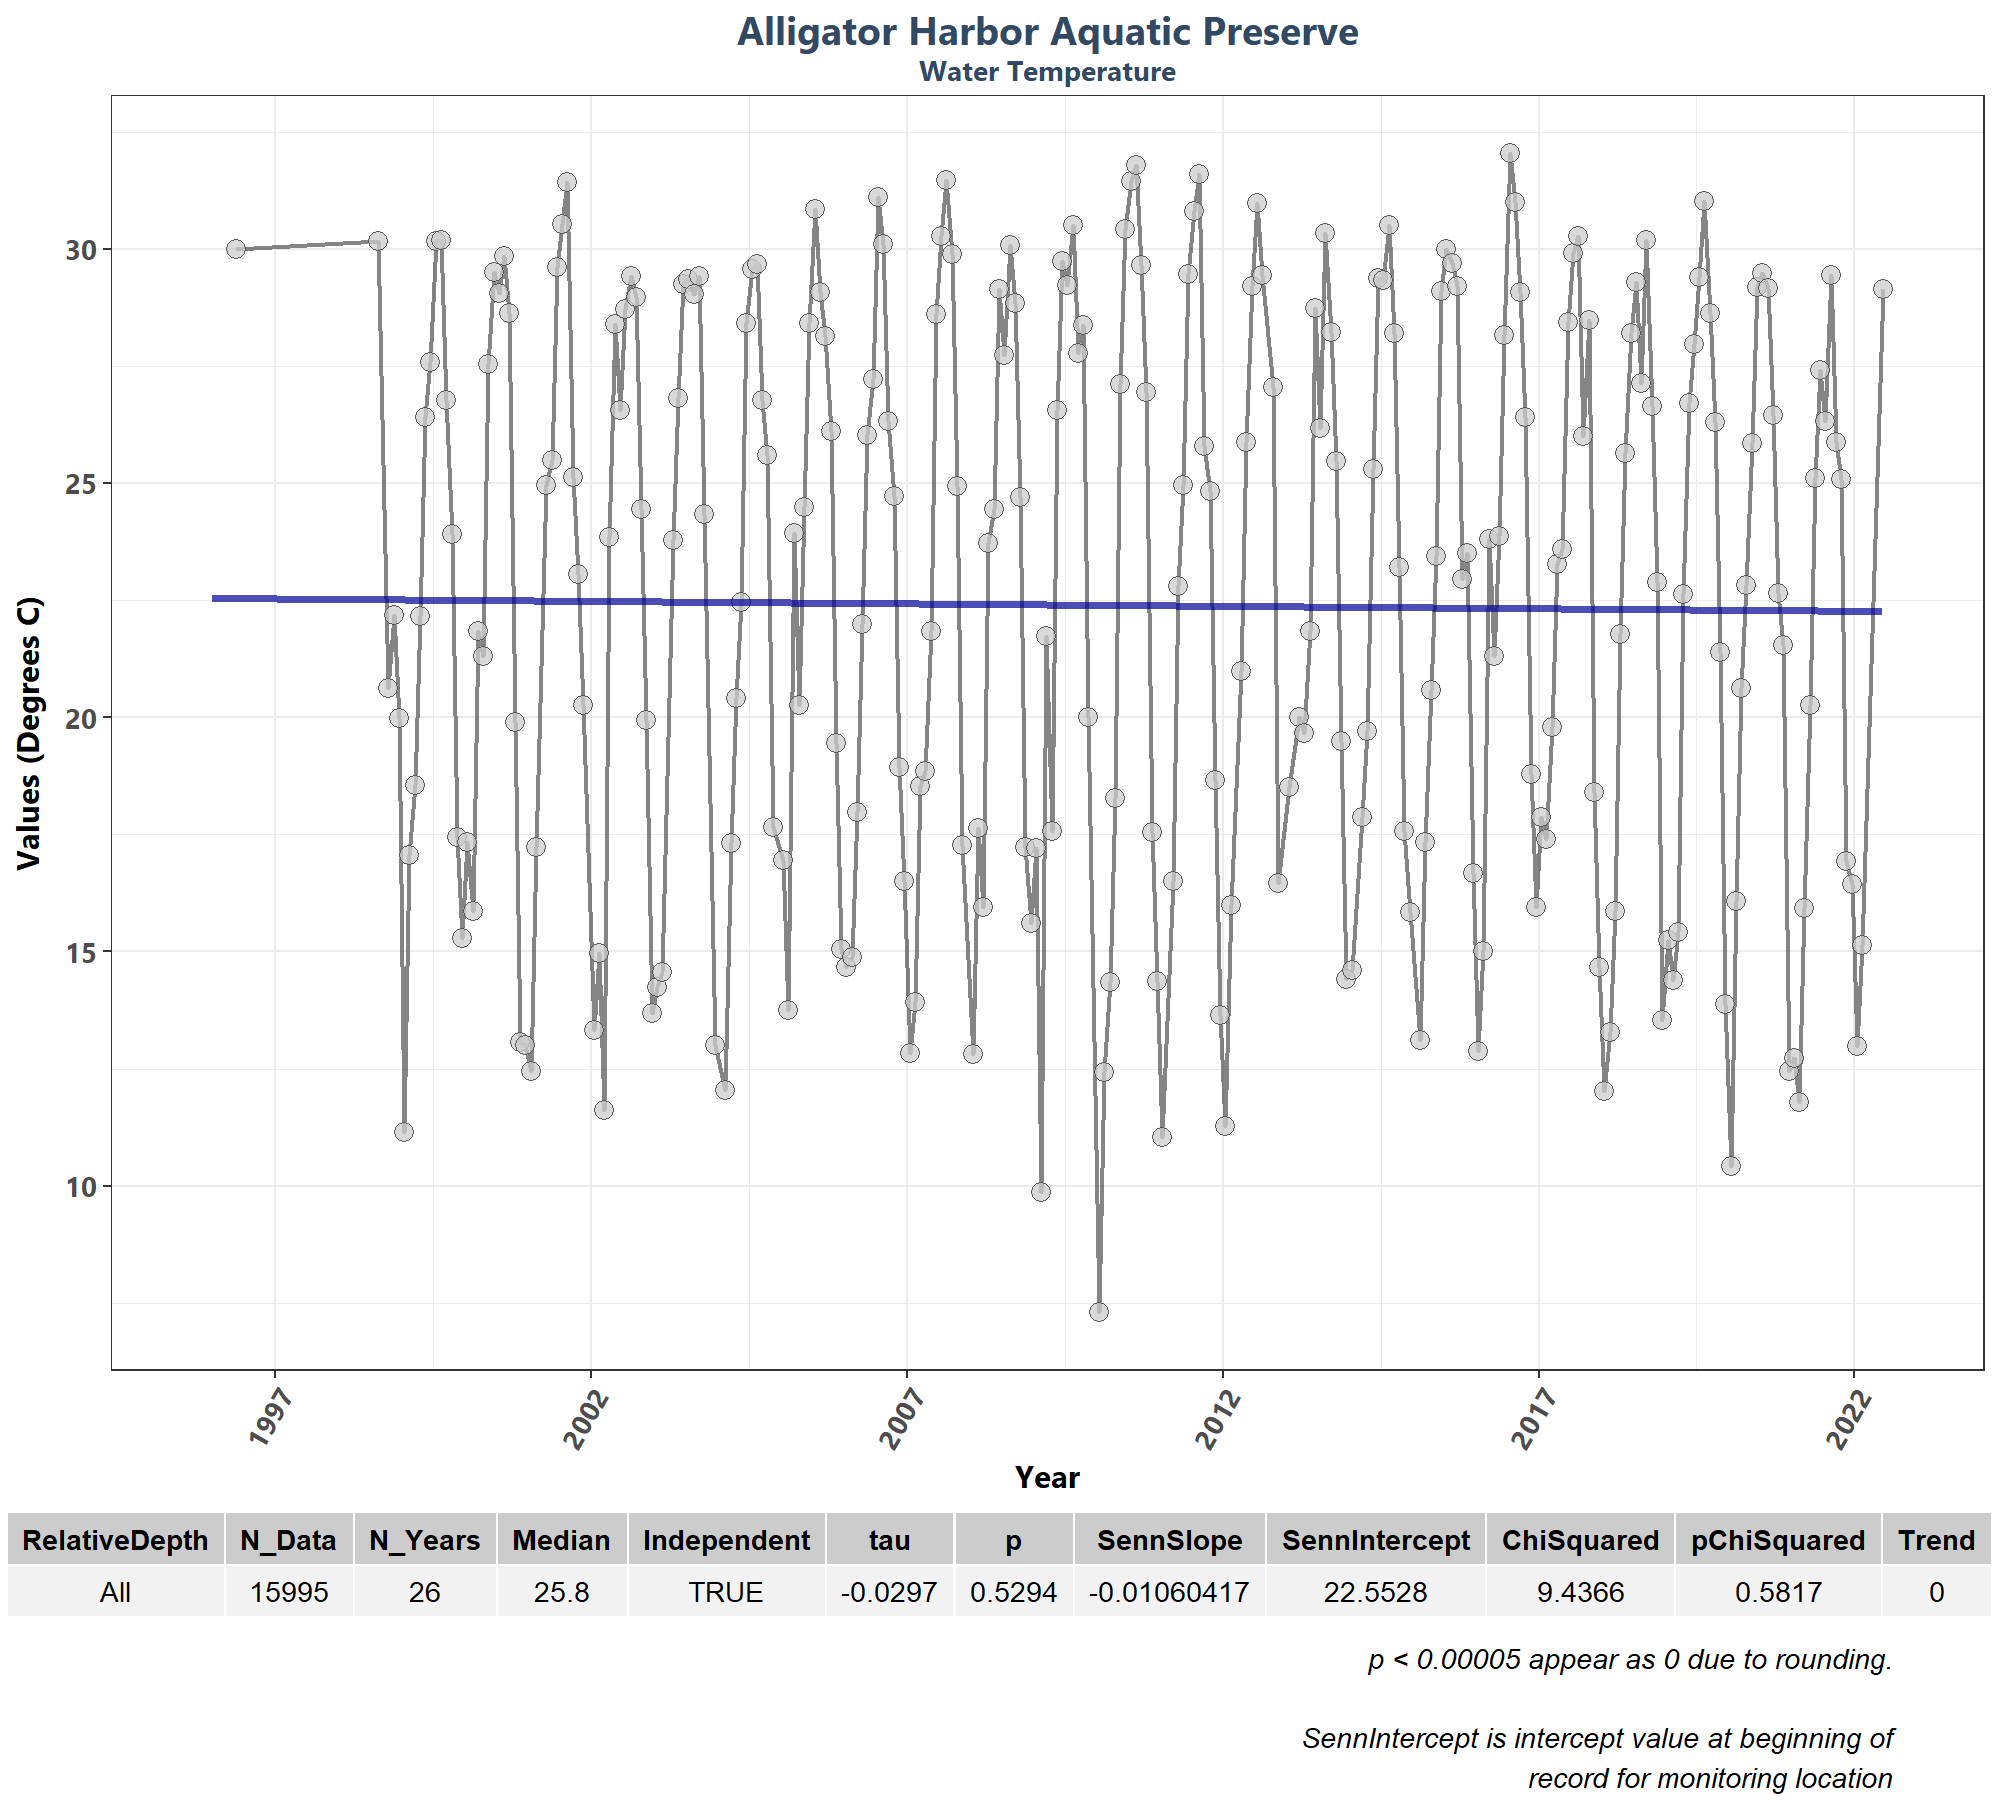 Alligator Harbor Aquatic Preserve
Water Temperature
Values (Degrees C)
30
25
20
15
10
1997 2002 2007 2012 2017 2022
Year
RelativeDepth N_Data N_Years Median Independent tau p SennSlope SennIntercept ChiSquared pChiSquared Trend
All 15995 26 25.8 TRUE -0.0297 0.5294 -0.01060417 22.5528 9.4366 0.5817 0
p < 0.00005 appear as 0 due to rounding.
SennIntercept is intercept value at beginning of
record for monitoring location